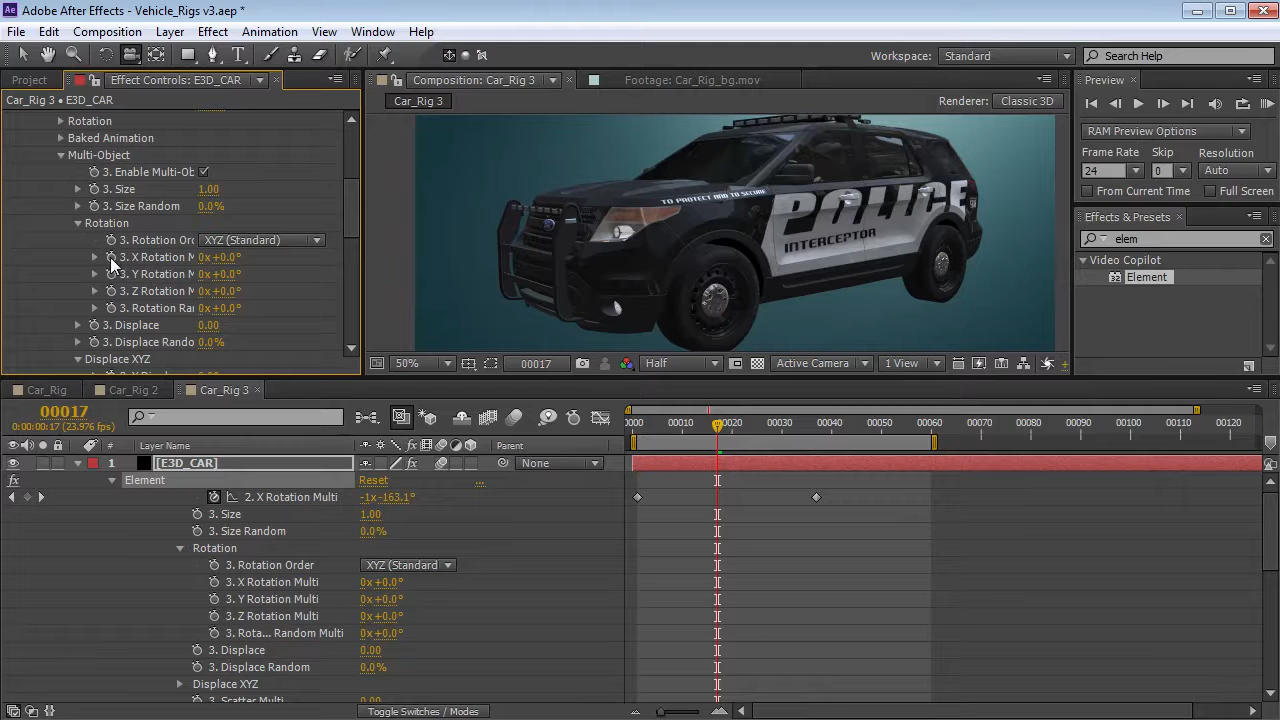 Adobe After Effects - Vehicle_Rigs v3.aep *
File Edit Composition Layer Effect Animation View Window Help
Workspace: Standard Search Help
Project Effect Controls: E3D_CAR Composition: Car_Rig 3 Footage: Car_Rig_bg.mov Preview
Car_Rig 3 • E3D_CAR
Car_Rig 3 Renderer: Classic 3D
Rotation
Baked Animation
Multi-Object
3. Enable Multi-Ob
3. Size 1.00
3. Size Random 0.0%
Rotation
3. Rotation Orc XYZ (Standard)
3. X Rotation M 0x+0.0°
3. Y Rotation M 0x+0.0°
3. Z Rotation M 0x+0.0°
3. Rotation Rai 0x+0.0°
3. Displace 0.00
3. Displace Rando 0.0%
Displace XYZ
TO PROTECT AND TO SERVE
POLICE
INTERCEPTOR
RAM Preview Options
Frame Rate Skip Resolution
24 0 Auto
From Current Time Full Screen
Effects & Presets
elem
Video Copilot
32 Element
50% 00017 Half Active Camera 1 View
Car_Rig Car_Rig 2 Car_Rig 3
00017
0:00:00:17 (23.976 fps)
0000 00010 00020 00030 00040 00050 00060 00070 00080 00090 00100 00110 00120
# Layer Name Parent
1 [E3D_CAR] None
Element Reset ...
2. X Rotation Multi -1x-163.1°
3. Size 1.00
3. Size Random 0.0%
Rotation
3. Rotation Order XYZ (Standard
3. X Rotation Multi 0x+0.0°
3. Y Rotation Multi 0x+0.0°
3. Z Rotation Multi 0x+0.0°
3. Rota... Random Multi 0x+0.0°
3. Displace 0.00
3. Displace Random 0.0%
Displace XYZ
3. Scatter Multi 0.00
Toggle Switches / Modes